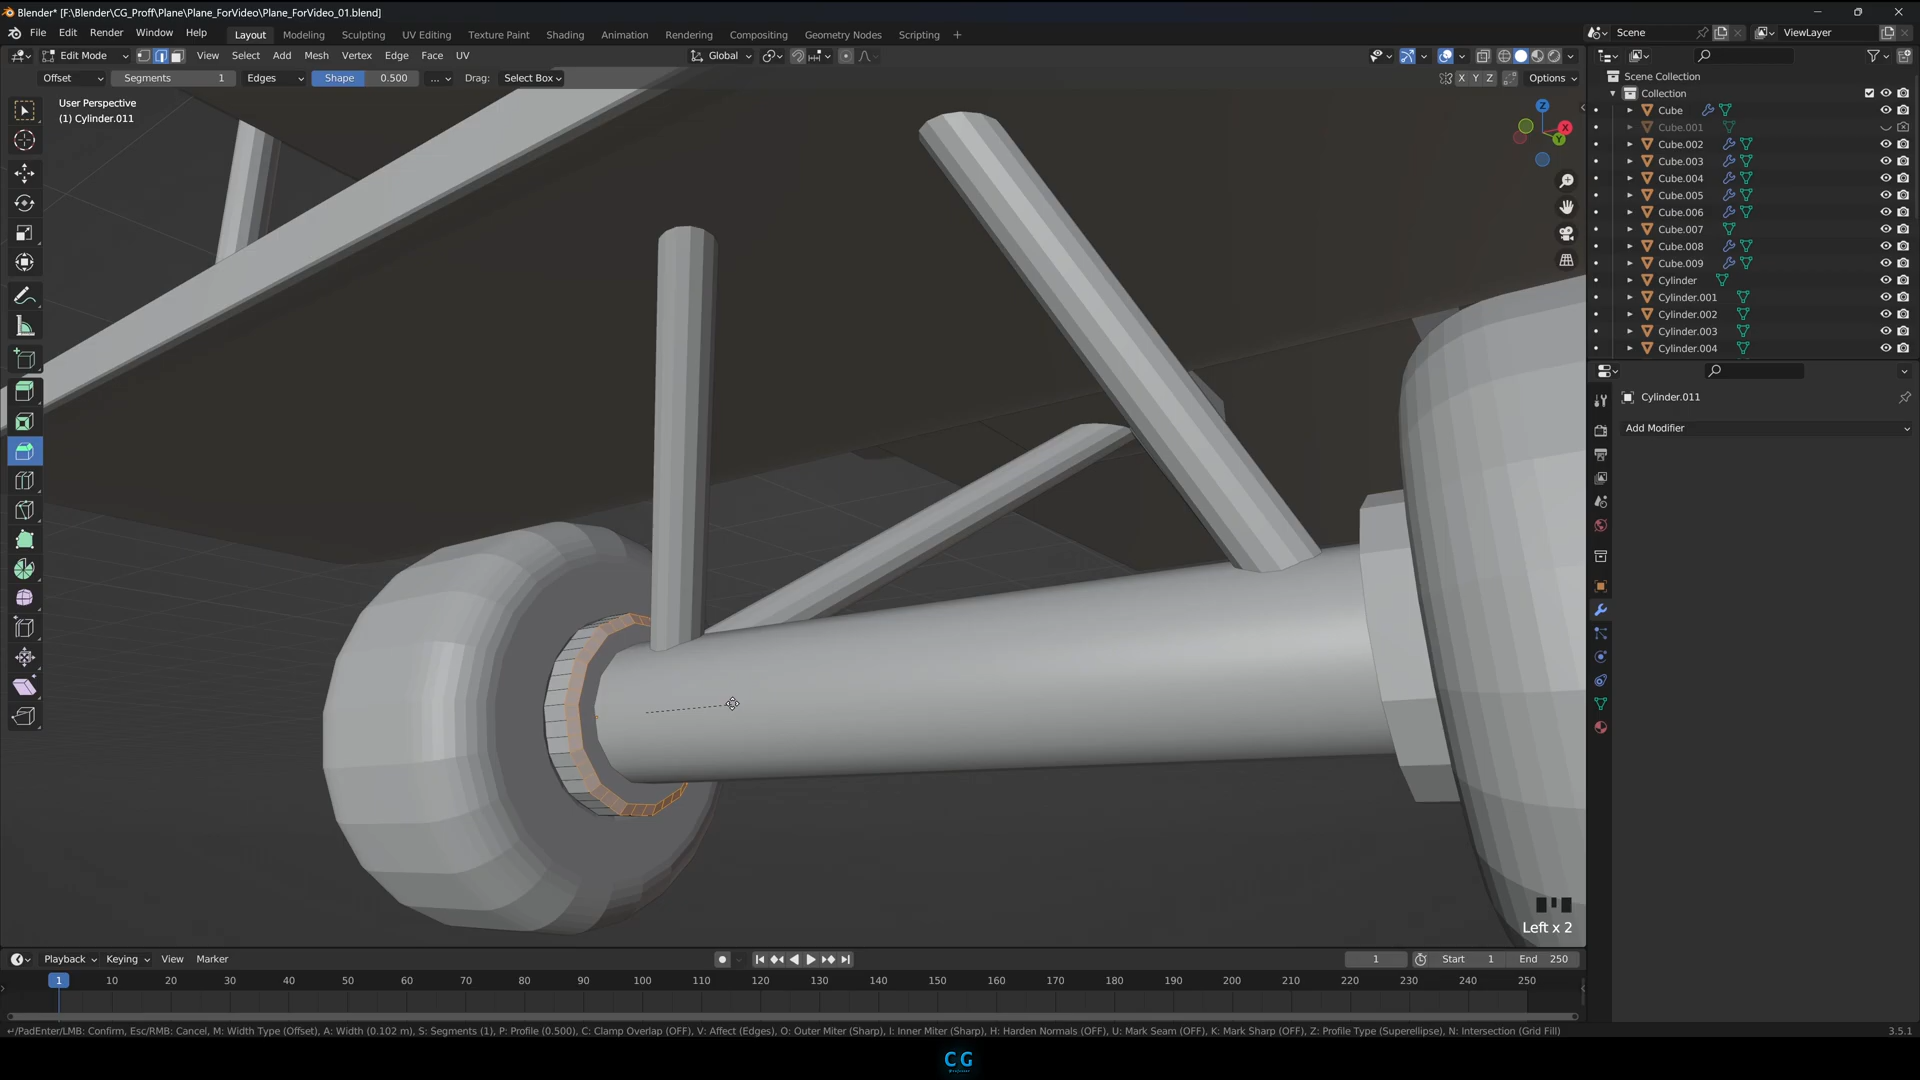 Blender* [F:\Blender\CG_Proff\Plane\Plane_ForVideo\Plane_ForVideo_01.blend]
File Edit Render Window Help Layout Modeling Sculpting UV Editing Texture Paint Shading Animation Rendering Compositing Geometry Nodes Scripting + Scene ViewLayer
Edit Mode View Select Add Mesh Vertex Edge Face UV Global
Offset Segments 1 Edges Shape 0.500 ... Drag: Select Box X Y Z Options
User Perspective
(1) Cylinder.011
Z
X
Y
Scene Collection
Collection
Cube
Cube.001
Cube.002
Cube.003
Cube.004
Cube.005
Cube.006
Cube.007
Cube.008
Cube.009
Cylinder
Cylinder.001
Cylinder.002
Cylinder.003
Cylinder.004
Cylinder.011
Add Modifier
Left x 2
Playback Keying View Marker 1 Start 1 End 250
1 10 20 30 40 50 60 70 80 90 100 110 120 130 140 150 160 170 180 190 200 210 220 230 240 250
↵/PadEnter/LMB: Confirm, Esc/RMB: Cancel, M: Width Type (Offset), A: Width (0.102 m), S: Segments (1), P: Profile (0.500), C: Clamp Overlap (OFF), V: Affect (Edges), O: Outer Miter (Sharp), I: Inner Miter (Sharp), H: Harden Normals (OFF), U: Mark Seam (OFF), K: Mark Sharp (OFF), Z: Profile Type (Superellipse), N: Intersection (Grid Fill) 3.5.1
CG